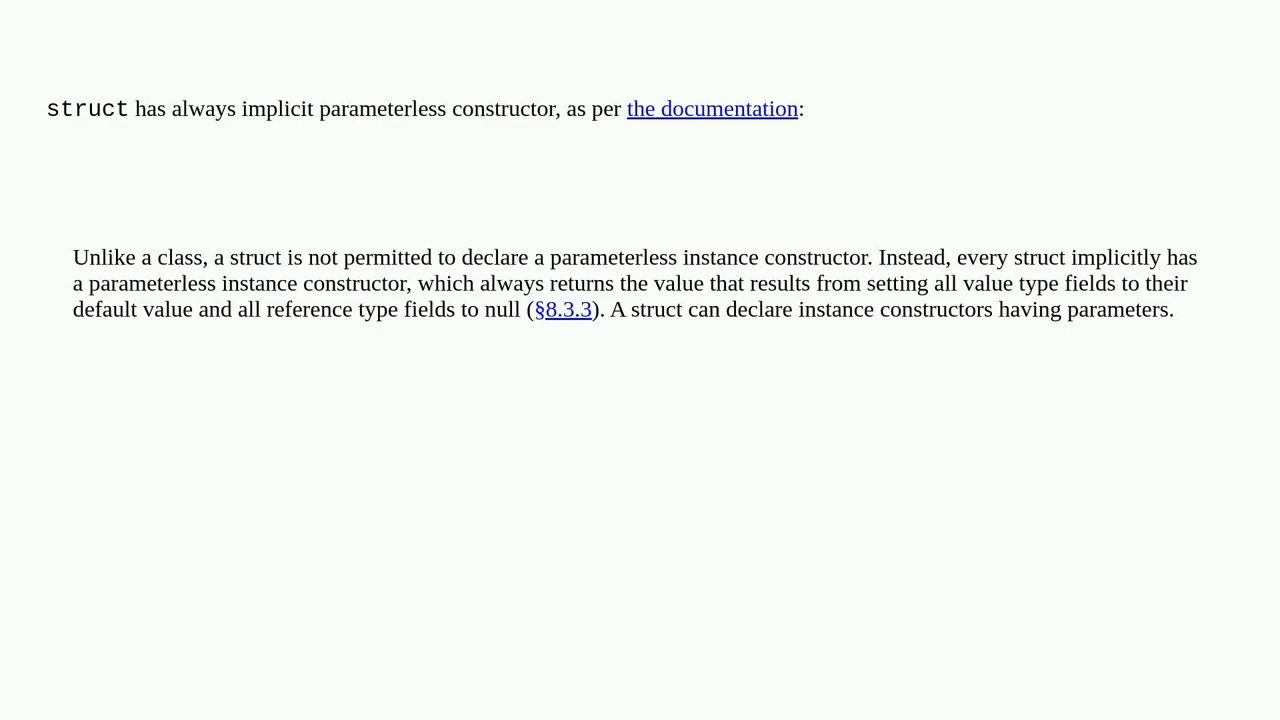 struct has always implicit parameterless constructor, as per the documentation:
Unlike a class, a struct is not permitted to declare a parameterless instance constructor. Instead, every struct implicitly has
a parameterless instance constructor, which always returns the value that results from setting all value type fields to their
default value and all reference type fields to null (§8.3.3). A struct can declare instance constructors having parameters.